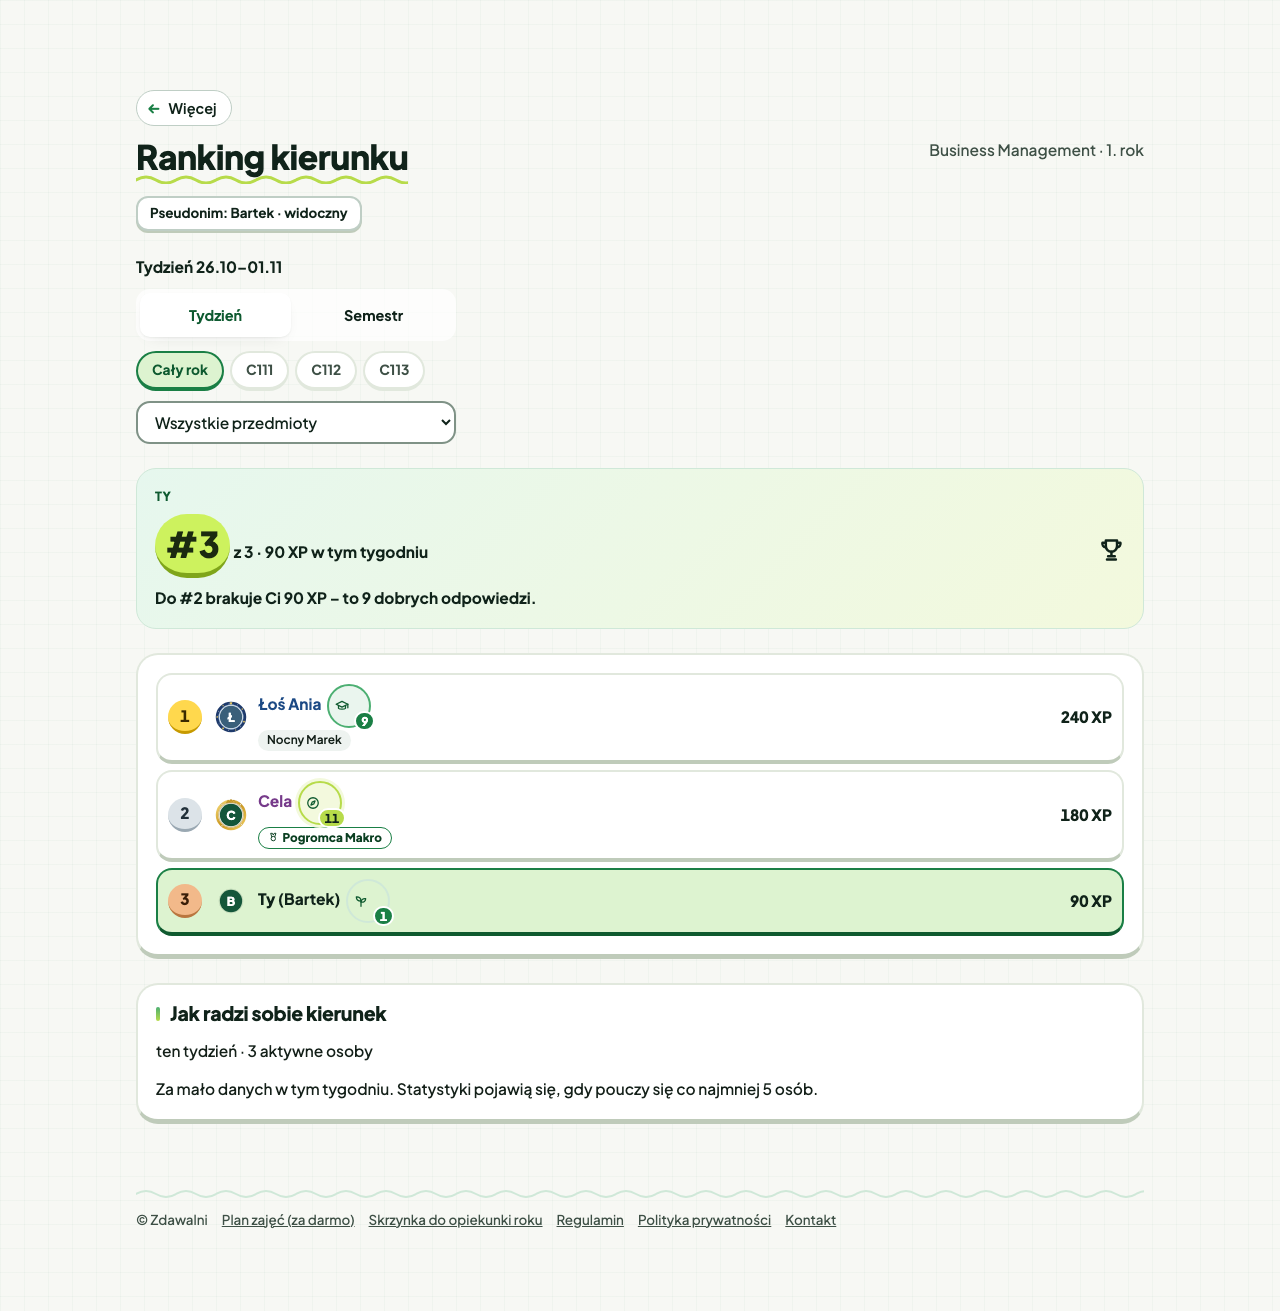 Więcej
Ranking kierunku
Business Management · 1. rok
Pseudonim: Bartek · widoczny
Tydzień 26.10–01.11
Tydzień
Semestr
Cały rok
C111
C112
C113
Wszystkie przedmioty
TY
#3 z 3 · 90 XP w tym tygodniu
Do #2 brakuje Ci 90 XP – to 9 dobrych odpowiedzi.
1
Ł
Łoś Ania
9
Nocny Marek
240 XP
2
C
Cela
11
Pogromca Makro
180 XP
3
B
Ty (Bartek)
1
90 XP
Jak radzi sobie kierunek
ten tydzień · 3 aktywne osoby
Za mało danych w tym tygodniu. Statystyki pojawią się, gdy pouczy się co najmniej 5 osób.
© Zdawalni Plan zajęć (za darmo) Skrzynka do opiekunki roku Regulamin Polityka prywatności Kontakt